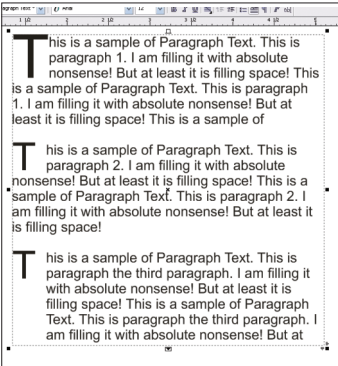 Arial 12
This is a sample of Paragraph Text. This is
paragraph 1. I am filling it with absolute
nonsense! But at least it is filling space! This
is a sample of Paragraph Text. This is paragraph
1. I am filling it with absolute nonsense! But at
least it is filling space! This is a sample of
This is a sample of Paragraph Text. This is
paragraph 2. I am filling it with absolute
nonsense! But at least it is filling space! This is a
sample of Paragraph Text. This is paragraph 2. I
am filling it with absolute nonsense! But at least it
is filling space!
This is a sample of Paragraph Text. This is
paragraph the third paragraph. I am filling it
with absolute nonsense! But at least it is
filling space! This is a sample of Paragraph
Text. This is paragraph the third paragraph. I
am filling it with absolute nonsense! But at